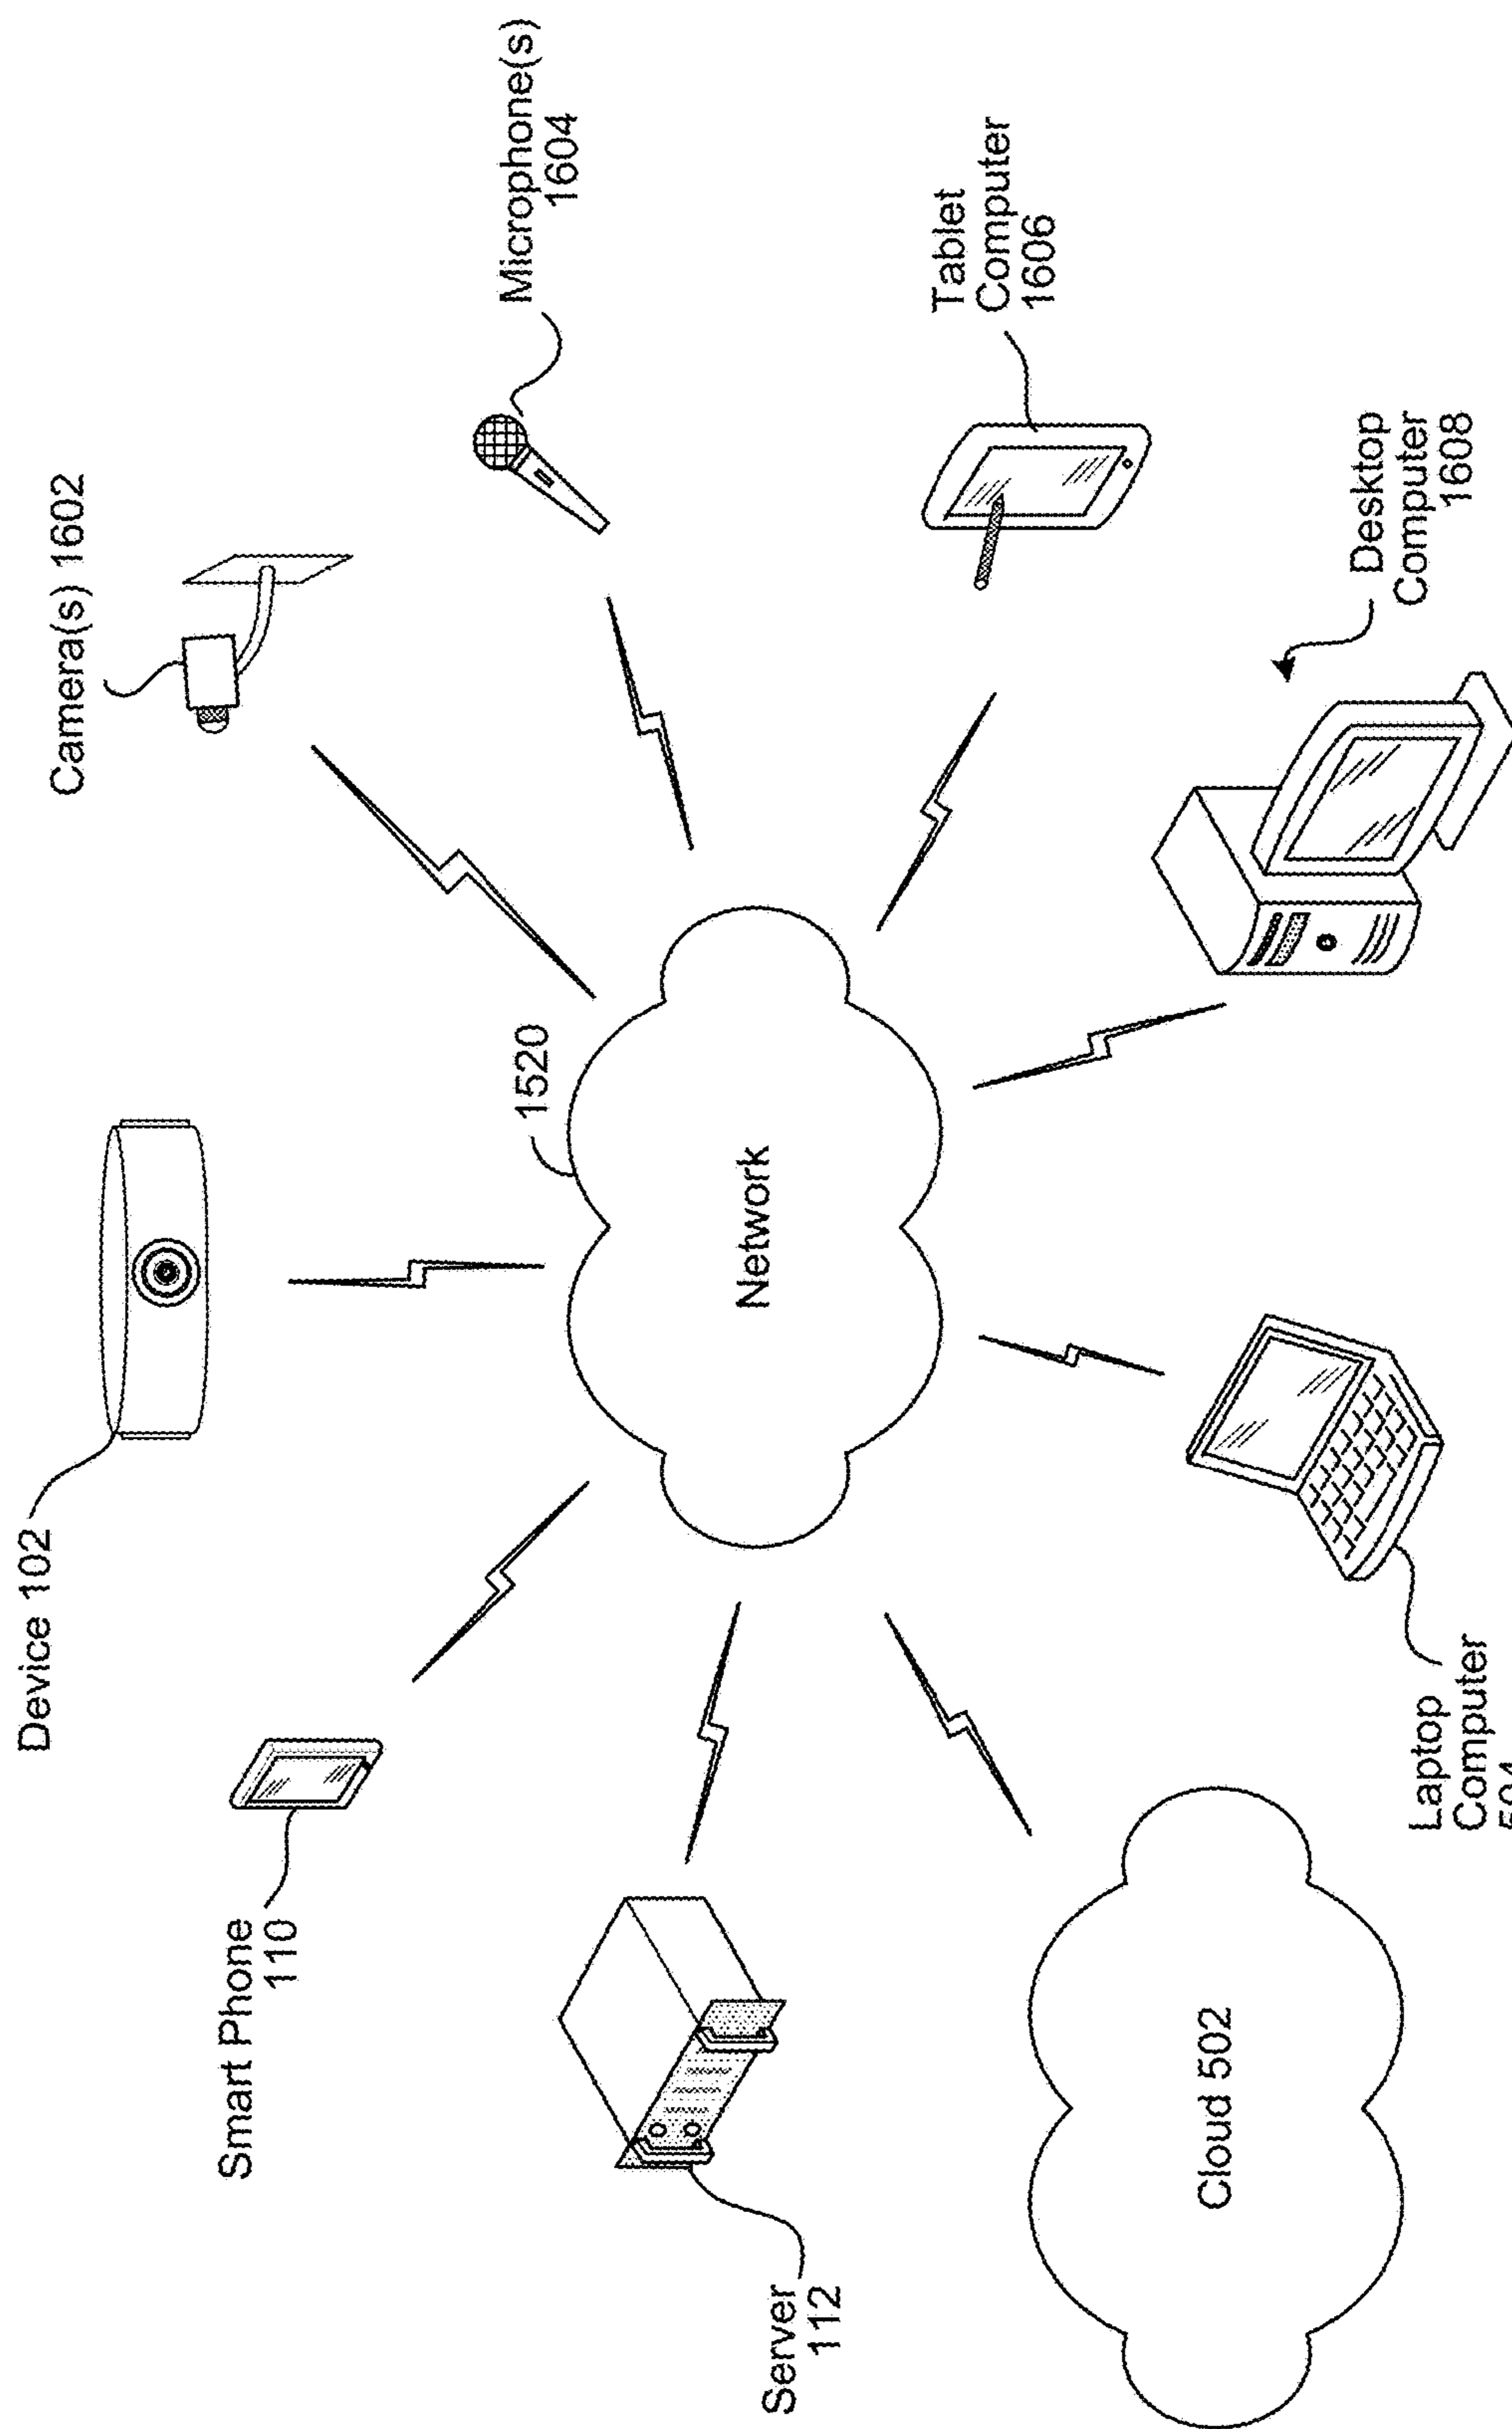 Device 102
Camera(s) 1602
Smart Phone
110
Microphone(s)
1604
1520
Network
Server
112
Tablet
Computer
1606
Cloud 502
Desktop
Computer
1608
Laptop
Computer